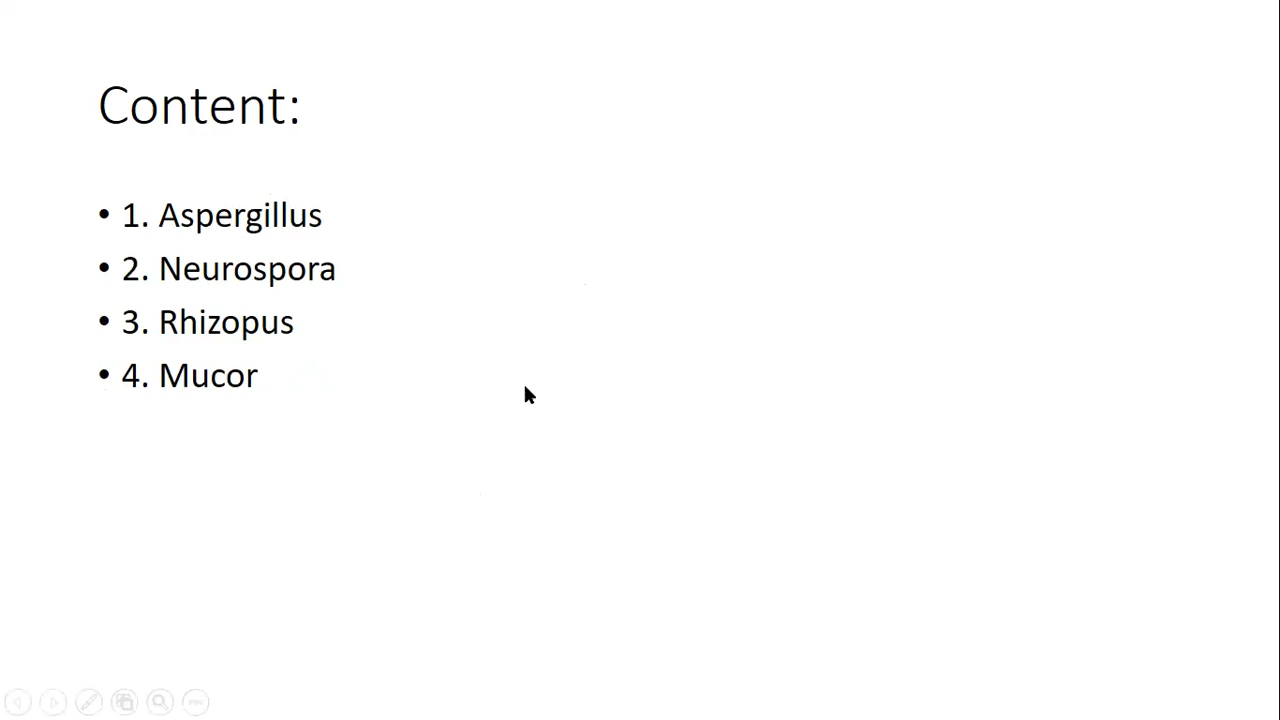 Content:
• 1. Aspergillus
• 2. Neurospora
• 3. Rhizopus
• 4. Mucor